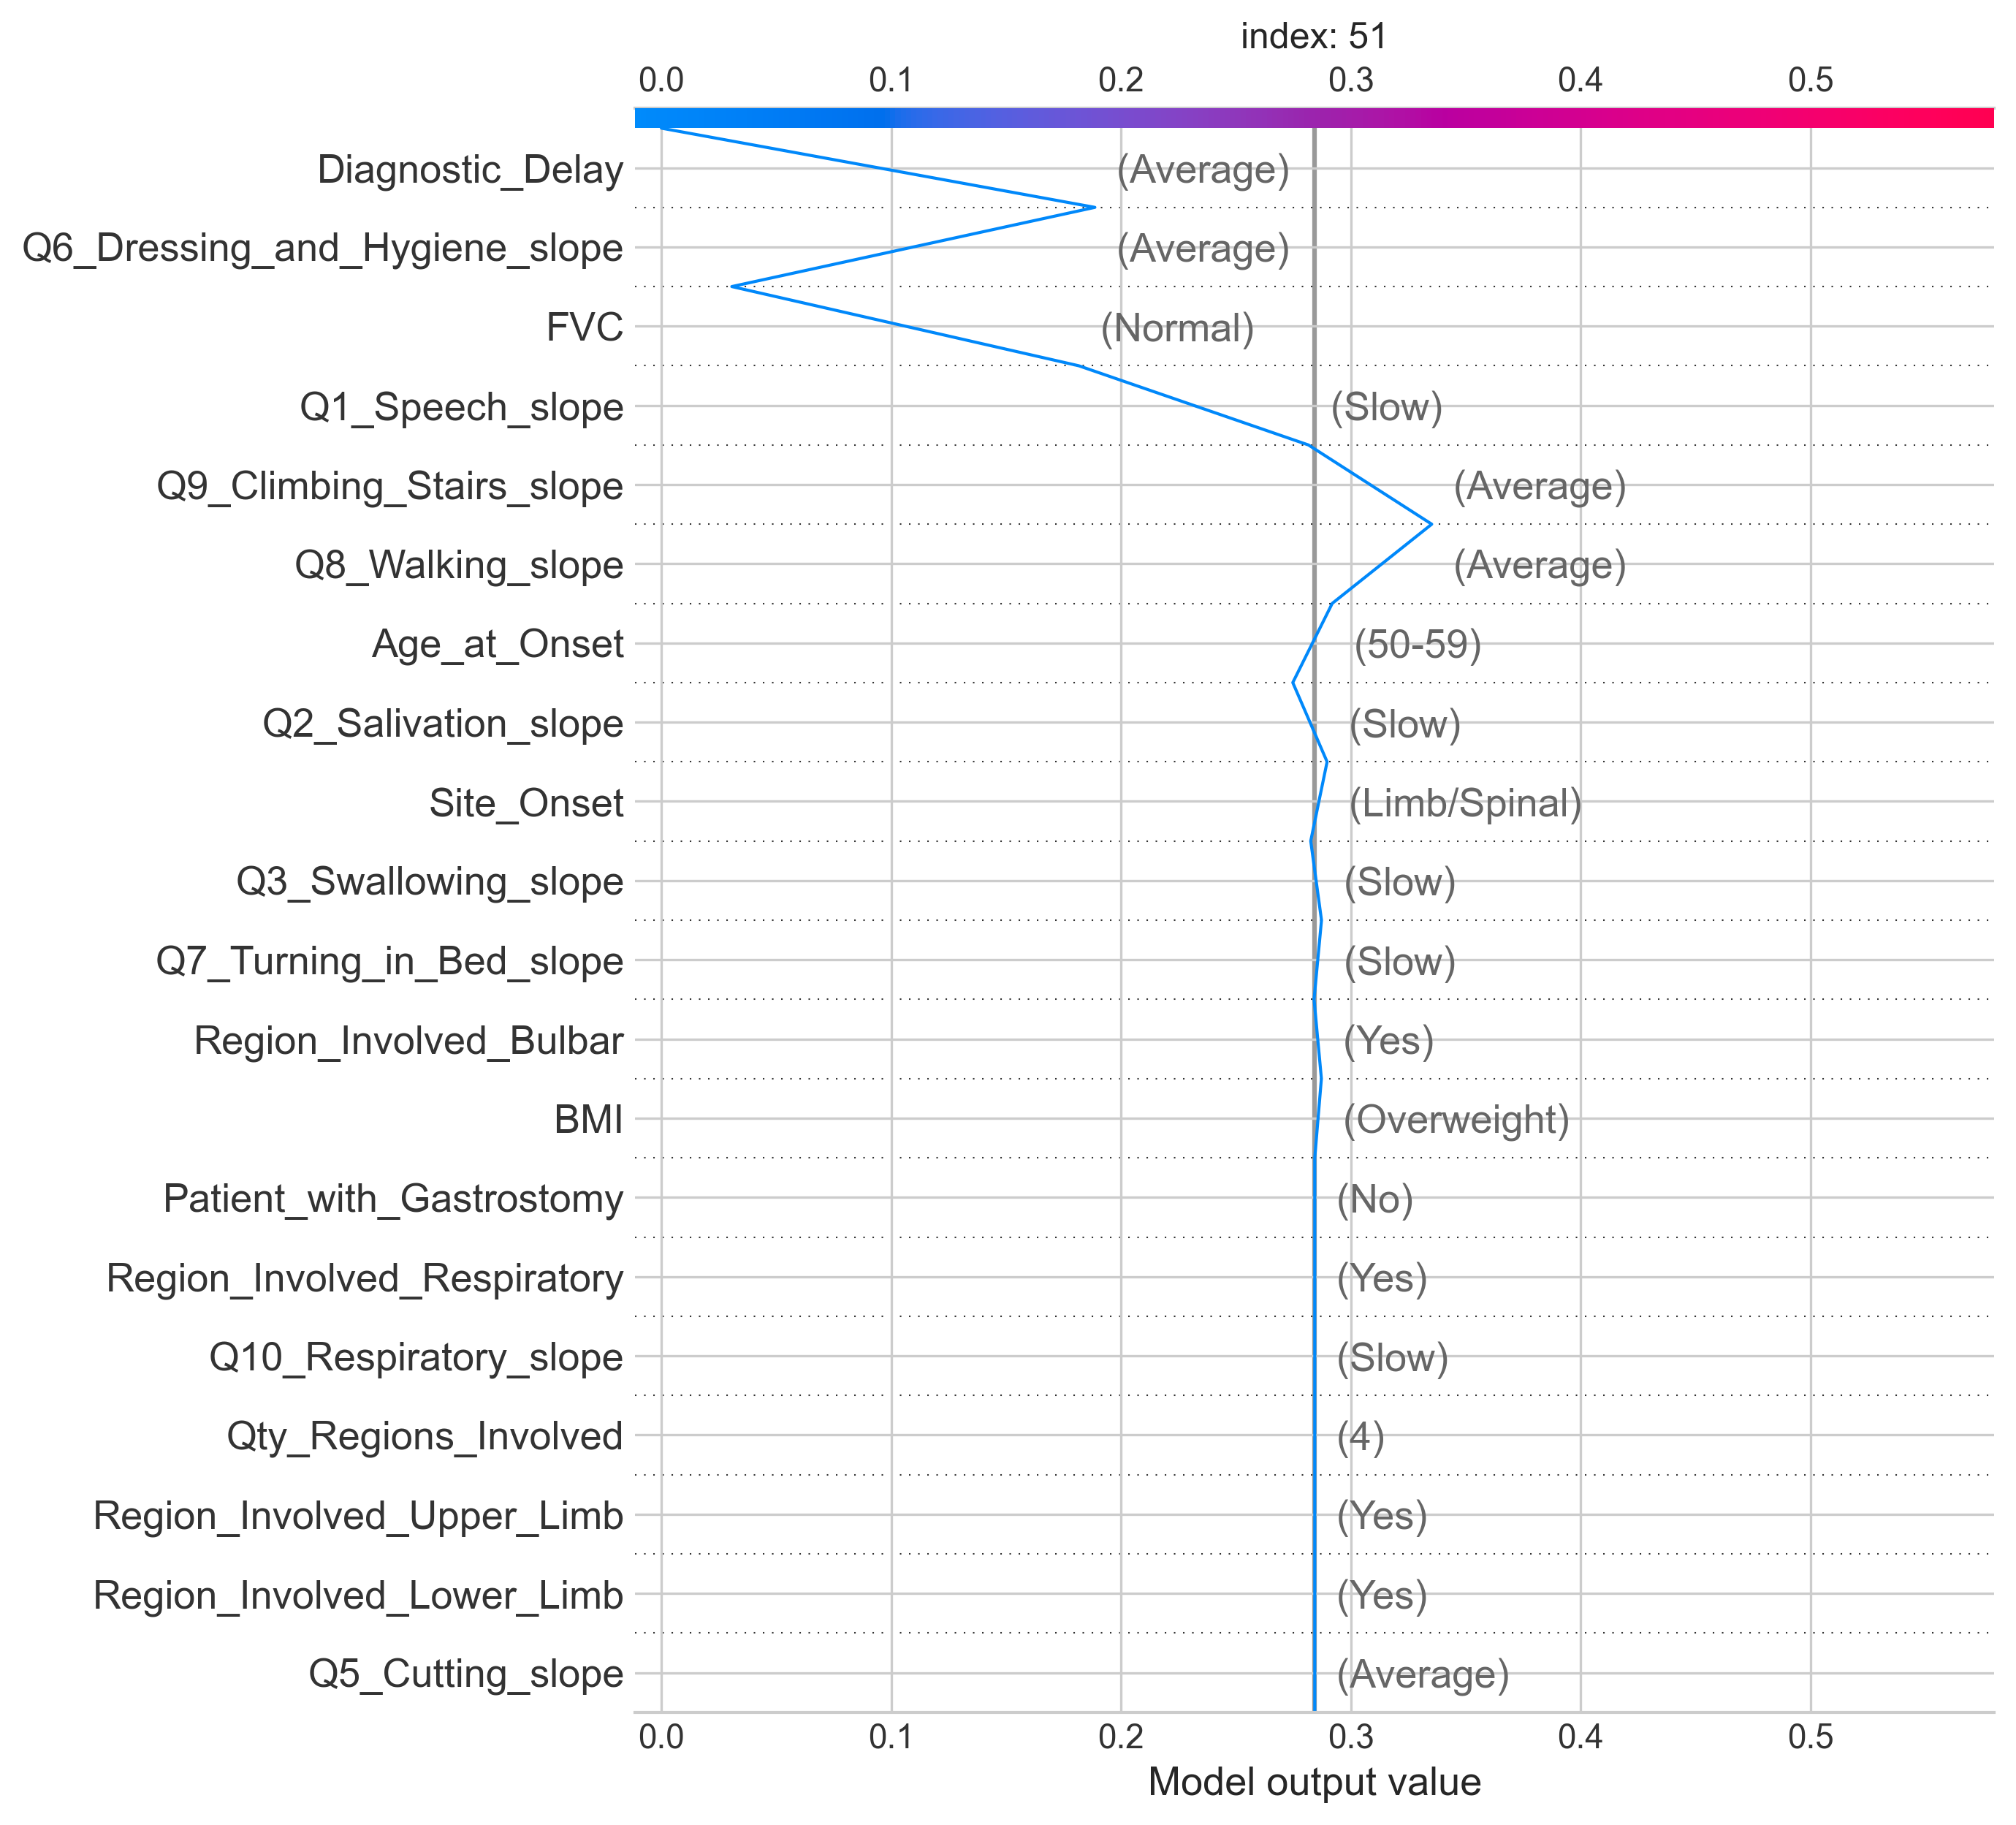 index: 51
0.0 0.1 0.2 0.3 0.4 0.5
Diagnostic_Delay (Average)
Q6_Dressing_and_Hygiene_slope (Average)
FVC (Normal)
Q1_Speech_slope (Slow)
Q9_Climbing_Stairs_slope (Average)
Q8_Walking_slope (Average)
Age_at_Onset (50-59)
Q2_Salivation_slope (Slow)
Site_Onset (Limb/Spinal)
Q3_Swallowing_slope (Slow)
Q7_Turning_in_Bed_slope (Slow)
Region_Involved_Bulbar (Yes)
BMI (Overweight)
Patient_with_Gastrostomy (No)
Region_Involved_Respiratory (Yes)
Q10_Respiratory_slope (Slow)
Qty_Regions_Involved (4)
Region_Involved_Upper_Limb (Yes)
Region_Involved_Lower_Limb (Yes)
Q5_Cutting_slope (Average)
0.0 0.1 0.2 0.3 0.4 0.5
Model output value